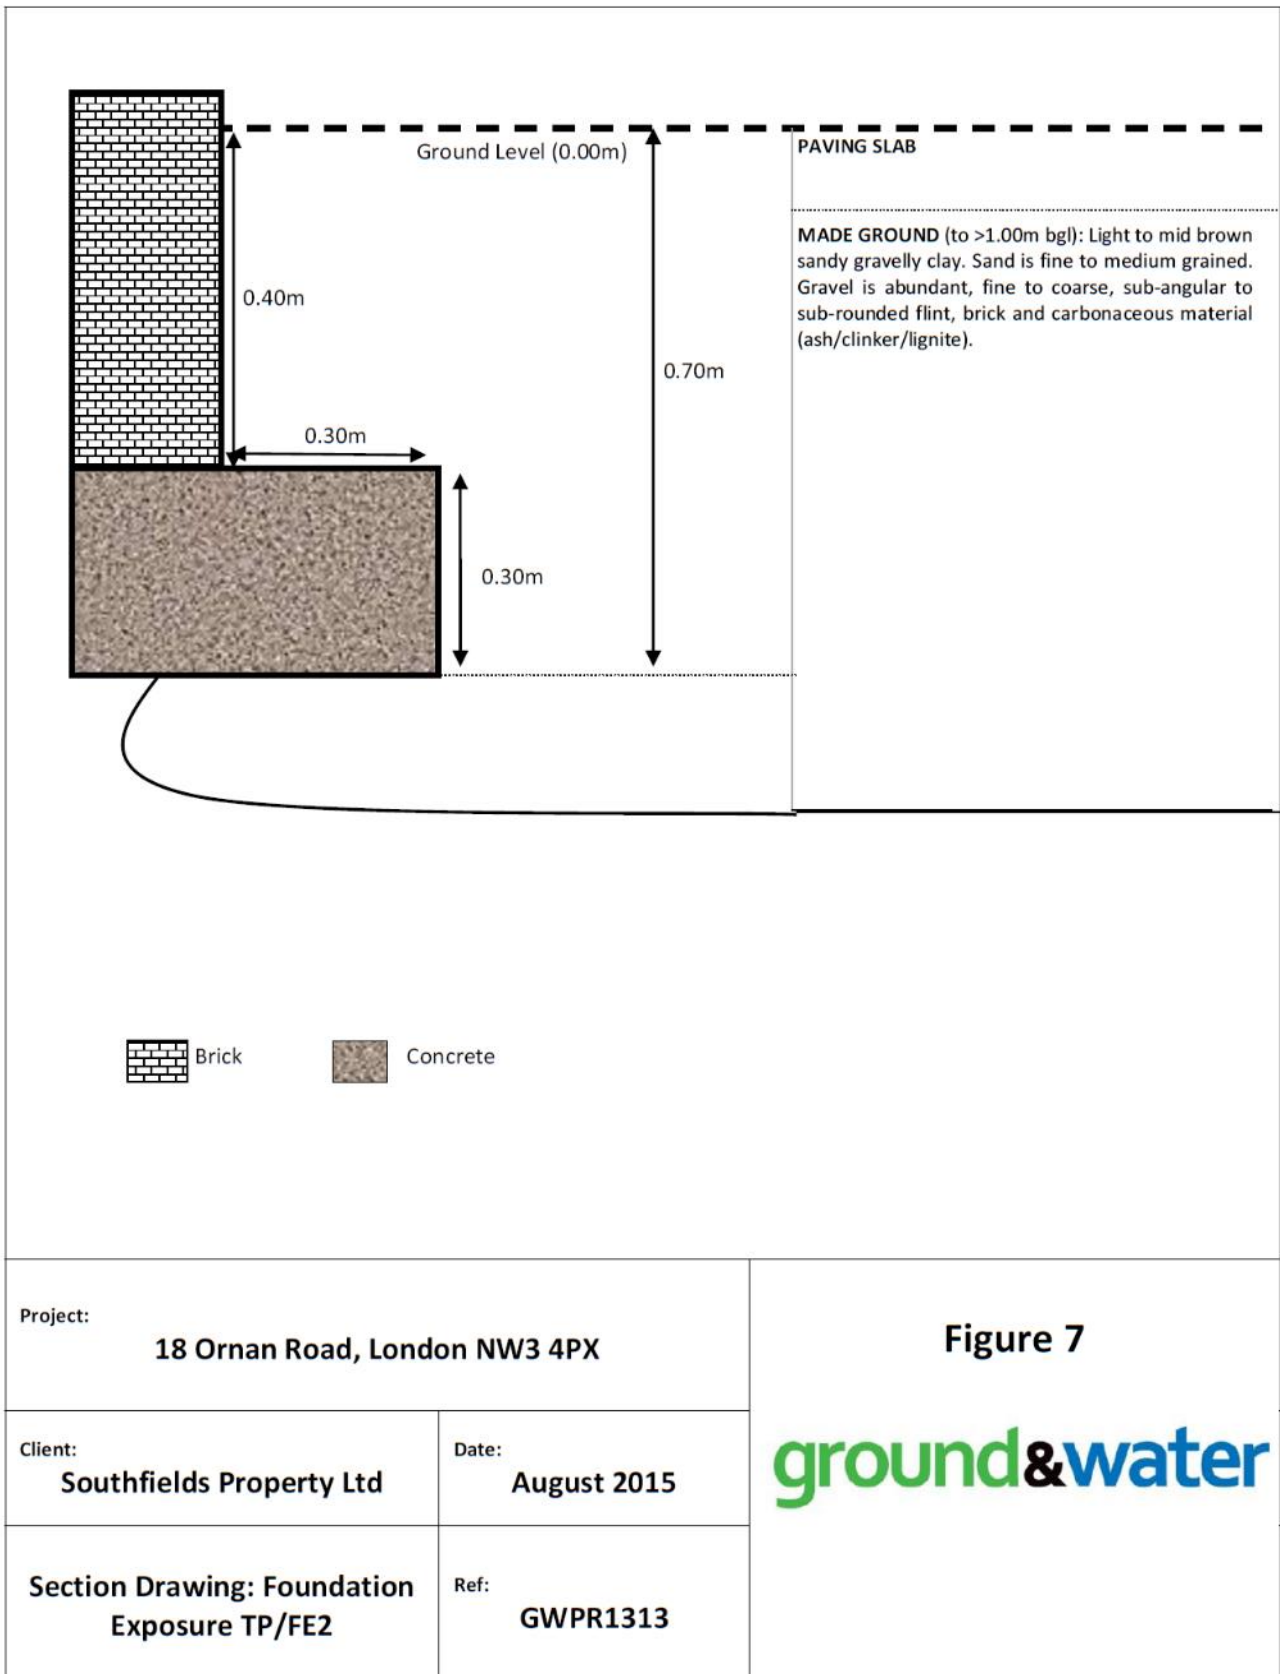 Ground Level (0.00m)
PAVING SLAB
MADE GROUND (to >1.00m bgl): Light to mid brown
sandy gravelly clay. Sand is fine to medium grained.
Gravel is abundant, fine to coarse, sub-angular to
sub-rounded flint, brick and carbonaceous material
(ash/clinker/lignite).
0.40m
0.70m
0.30m
0.30m
Brick
Concrete
Project:
18 Ornan Road, London NW3 4PX
Figure 7
Client:
Southfields Property Ltd
Date:
August 2015
ground&water
Section Drawing: Foundation
Exposure TP/FE2
Ref:
GWPR1313